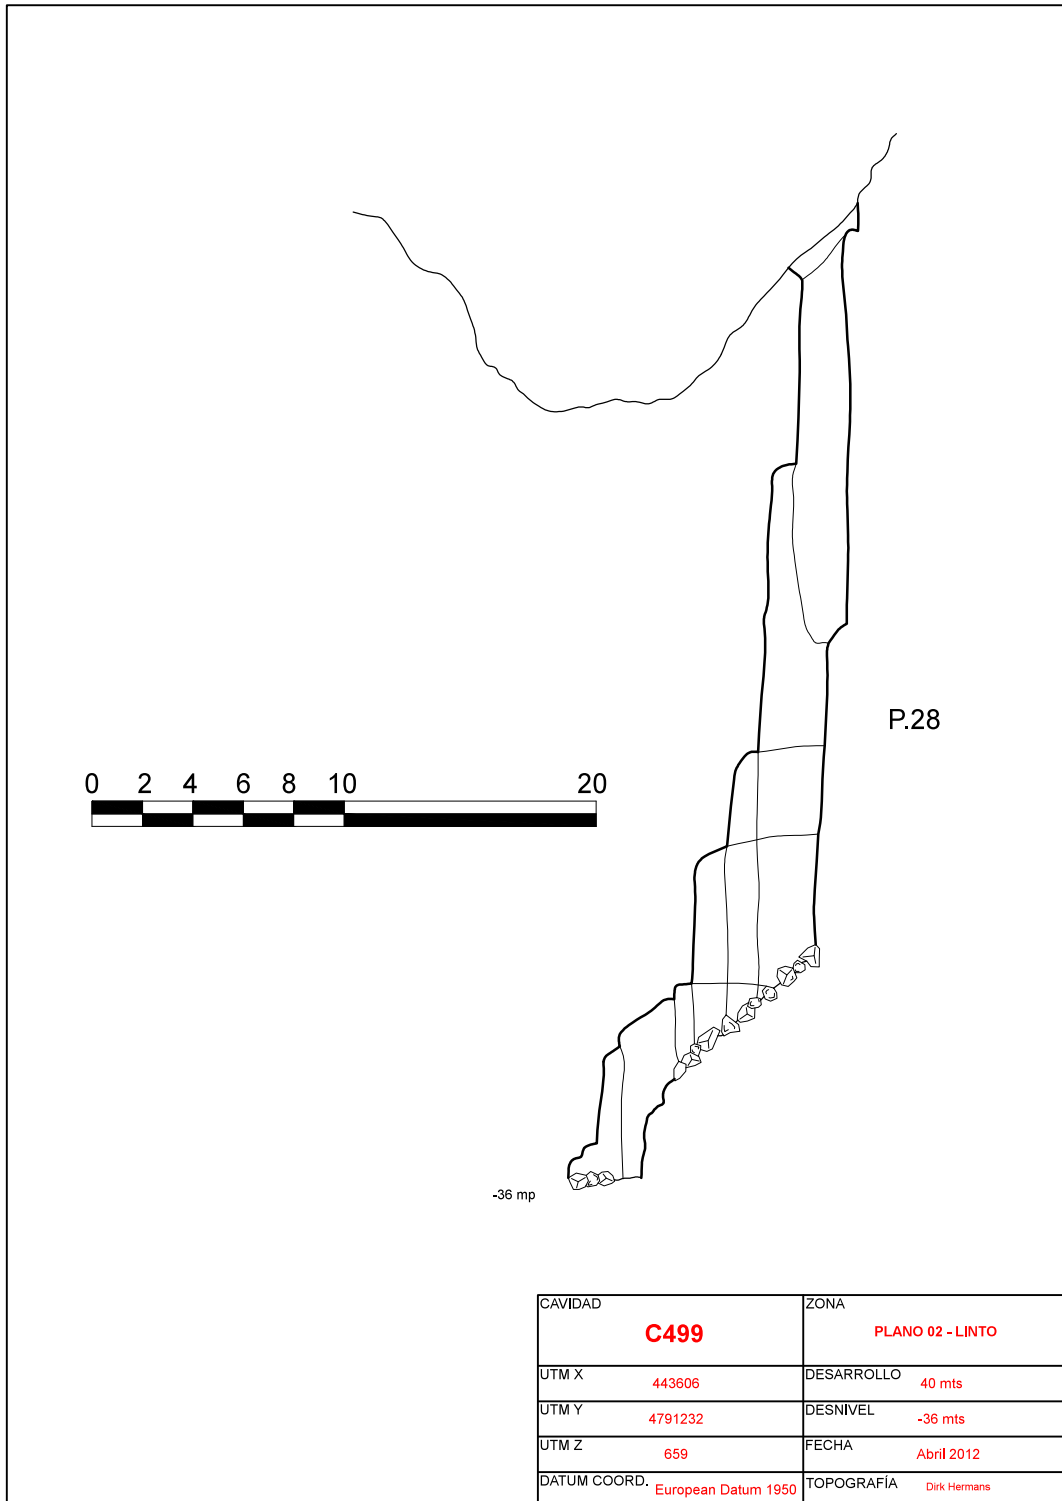 P.28
0 2 4 6 8 10 20
-36 mp
CAVIDAD
C499
ZONA
PLANO 02 - LINTO
UTM X 443606
DESARROLLO 40 mts
UTM Y 4791232
DESNIVEL -36 mts
UTM Z 659
FECHA Abril 2012
DATUM COORD. European Datum 1950
TOPOGRAFÍA Dirk Hermans